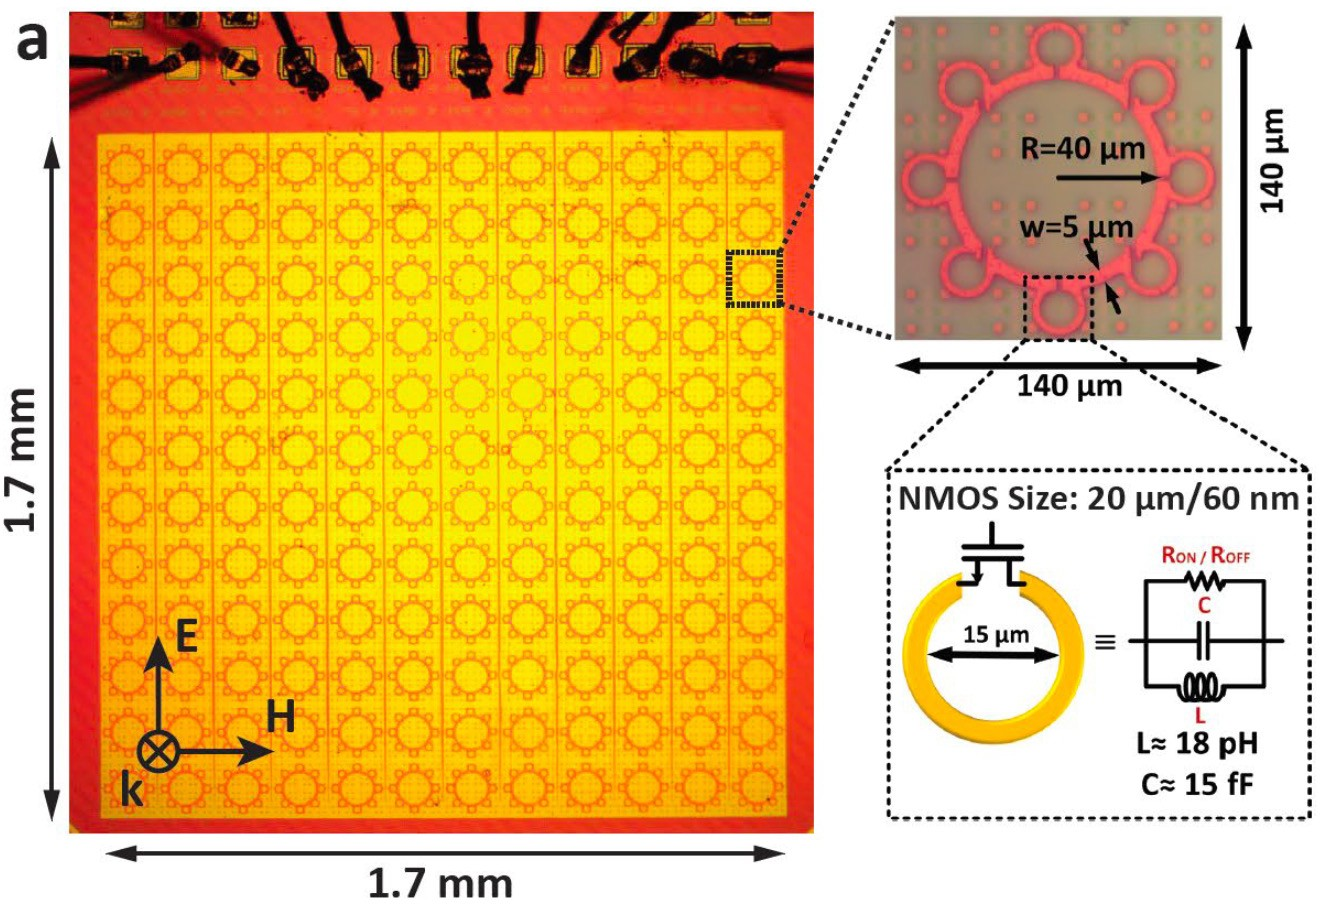 a
1.7 mm
E
H
k
1.7 mm
R=40 μm
w=5 μm
140 μm
140 μm
NMOS Size: 20 μm/60 nm
15 μm
≡
RON / ROFF
C
L
L≈ 18 pH
C≈ 15 fF